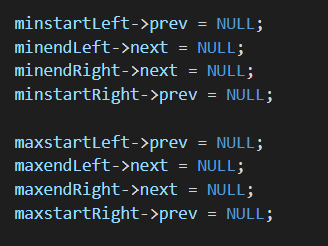 minstartLeft->prev = NULL;
minendLeft->next = NULL;
minendRight->next = NULL;
minstartRight->prev = NULL;

maxstartLeft->prev = NULL;
maxendLeft->next = NULL;
maxendRight->next = NULL;
maxstartRight->prev = NULL;